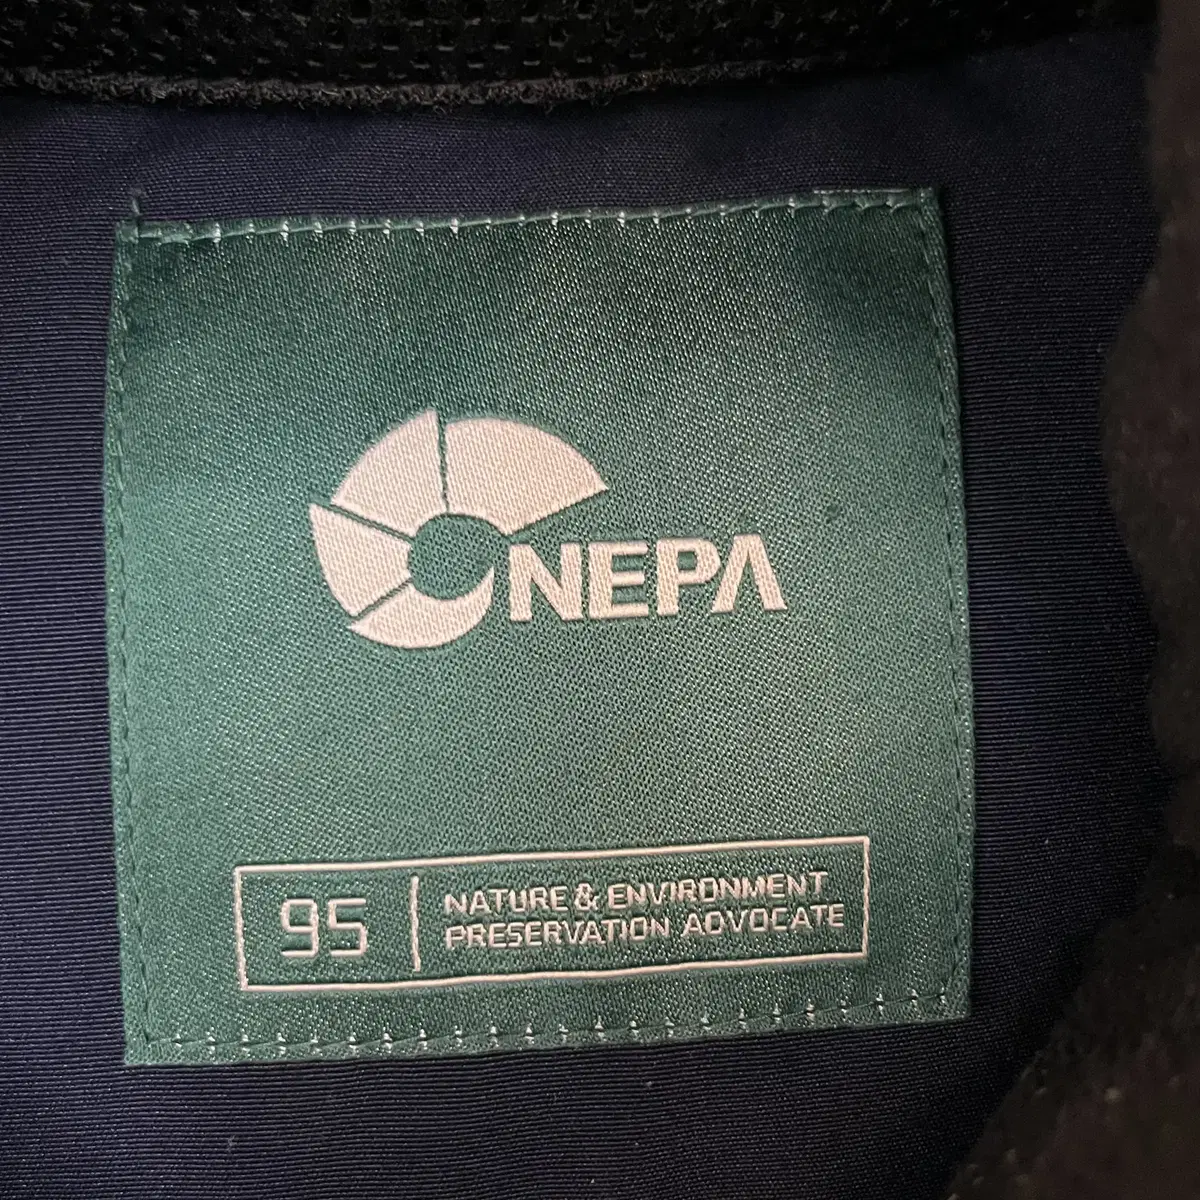 NEPA
95
NATURE & ENVIRONMENT
PRESERVATION ADVOCATE